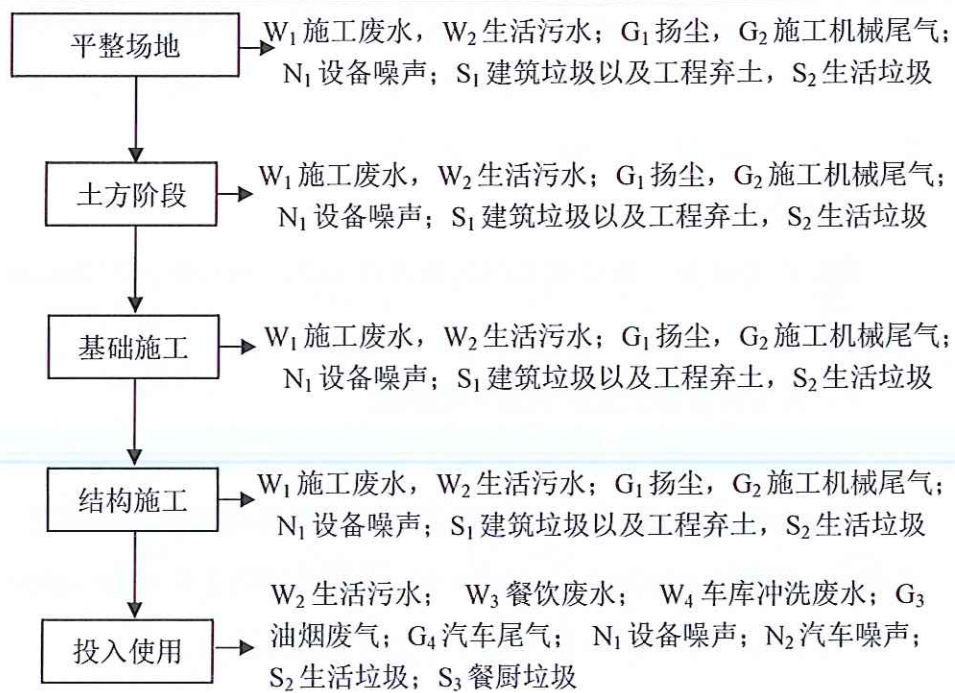 平整场地
W₁施工废水，W₂生活污水；G₁扬尘，G₂施工机械尾气；
N₁设备噪声；S₁建筑垃圾以及工程弃土，S₂生活垃圾
土方阶段
W₁施工废水，W₂生活污水；G₁扬尘，G₂施工机械尾气；
N₁设备噪声；S₁建筑垃圾以及工程弃土，S₂生活垃圾
基础施工
W₁施工废水，W₂生活污水；G₁扬尘，G₂施工机械尾气；
N₁设备噪声；S₁建筑垃圾以及工程弃土，S₂生活垃圾
结构施工
W₁施工废水，W₂生活污水；G₁扬尘，G₂施工机械尾气；
N₁设备噪声；S₁建筑垃圾以及工程弃土，S₂生活垃圾
投入使用
W₂生活污水； W₃餐饮废水； W₄车库冲洗废水；G₃
油烟废气；G₄汽车尾气； N₁设备噪声；N₂汽车噪声；
S₂生活垃圾；S₃餐厨垃圾